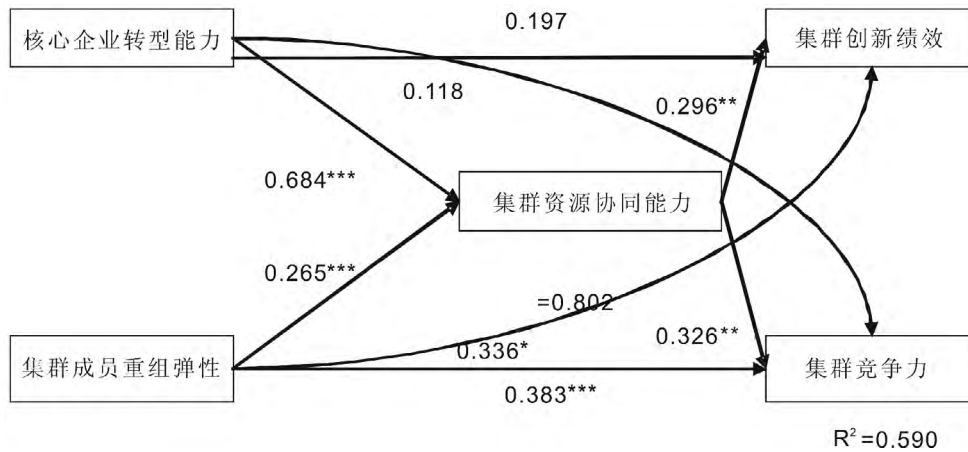 核心企业转型能力
0.197
集群创新绩效
0.118
0.296**
0.684***
集群资源协同能力
0.265***
=0.802
0.326**
集群成员重组弹性
0.336*
集群竞争力
0.383***
R²=0.590